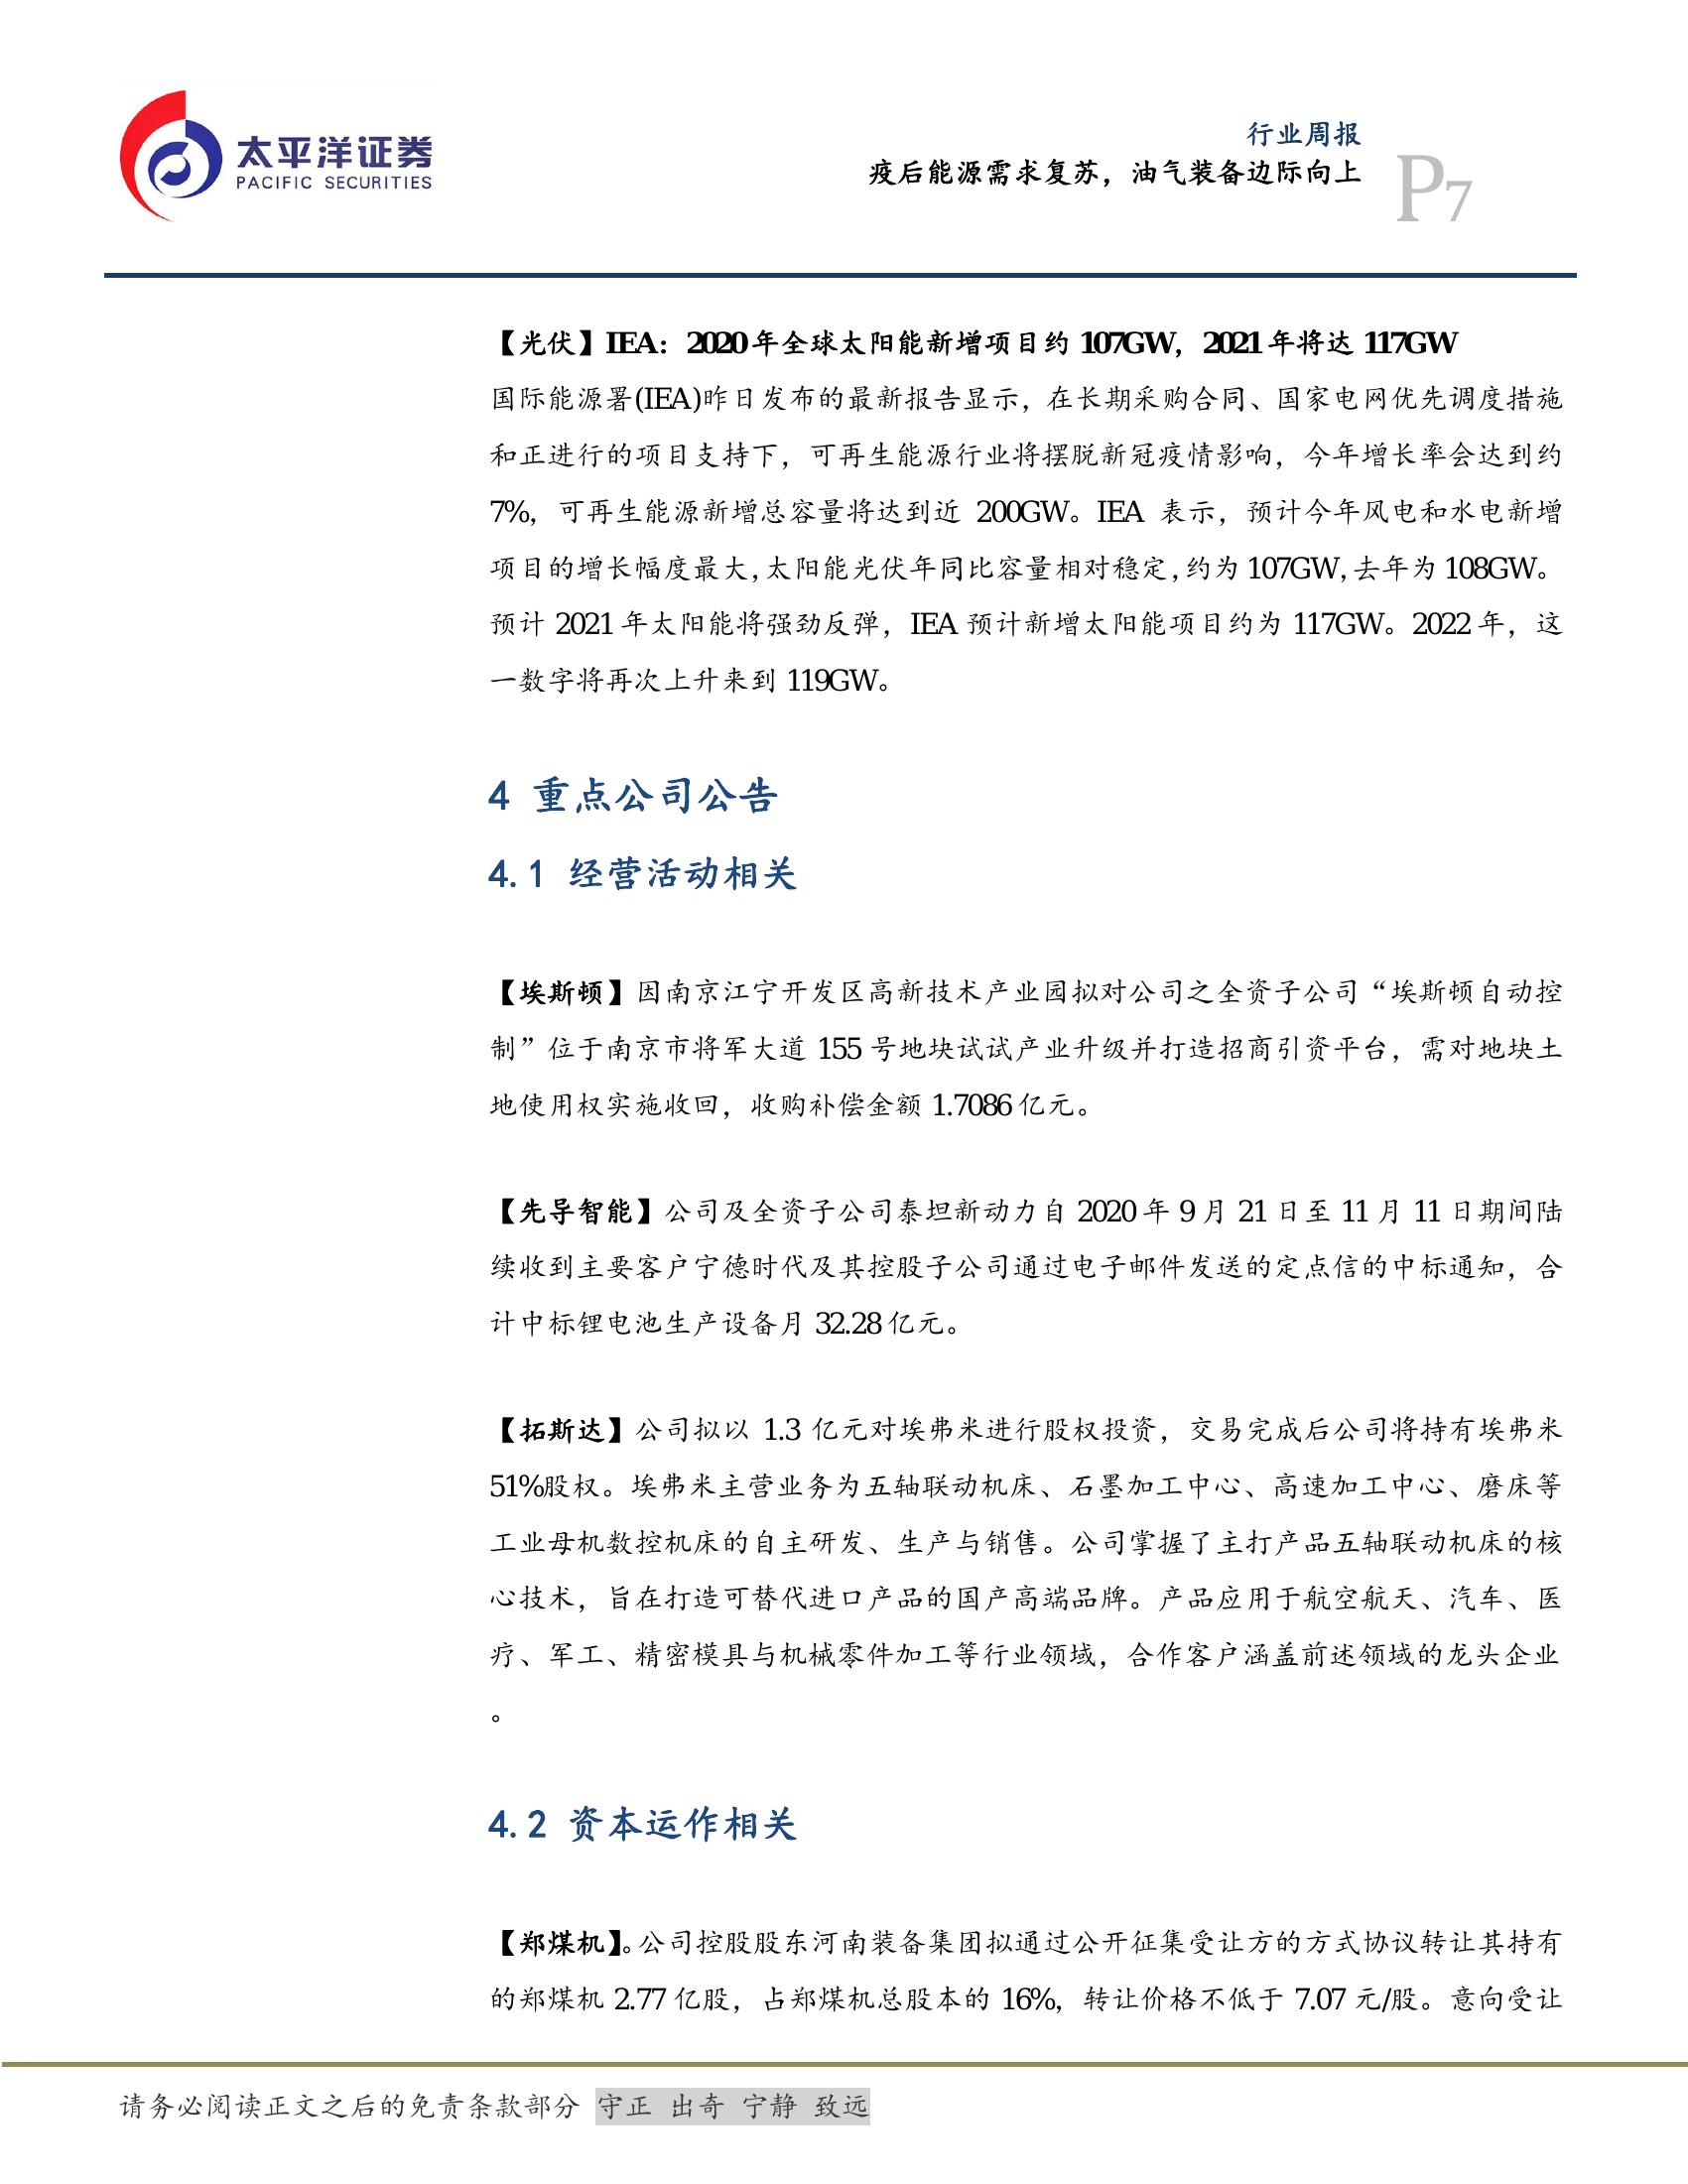 太平洋证券
PACIFIC SECURITIES
行业周报
疫后能源需求复苏，油气装备边际向上
P7
【光伏】IEA：2020年全球太阳能新增项目约 107GW，2021年将达 117GW
国际能源署(IEA)昨日发布的最新报告显示，在长期采购合同、国家电网优先调度措施
和正进行的项目支持下，可再生能源行业将摆脱新冠疫情影响，今年增长率会达到约
7%，可再生能源新增总容量将达到近 200GW。IEA 表示，预计今年风电和水电新增
项目的增长幅度最大，太阳能光伏年同比容量相对稳定，约为 107GW，去年为 108GW。
预计 2021 年太阳能将强劲反弹，IEA 预计新增太阳能项目约为 117GW。2022 年，这
一数字将再次上升来到 119GW。
4 重点公司公告
4.1 经营活动相关
【埃斯顿】因南京江宁开发区高新技术产业园拟对公司之全资子公司“埃斯顿自动控
制”位于南京市将军大道 155 号地块试试产业升级并打造招商引资平台，需对地块土
地使用权实施收回，收购补偿金额 1.7086 亿元。
【先导智能】公司及全资子公司泰坦新动力自 2020 年 9 月 21 日至 11 月 11 日期间陆
续收到主要客户宁德时代及其控股子公司通过电子邮件发送的定点信的中标通知，合
计中标锂电池生产设备月 32.28 亿元。
【拓斯达】公司拟以 1.3 亿元对埃弗米进行股权投资，交易完成后公司将持有埃弗米
51%股权。埃弗米主营业务为五轴联动机床、石墨加工中心、高速加工中心、磨床等
工业母机数控机床的自主研发、生产与销售。公司掌握了主打产品五轴联动机床的核
心技术，旨在打造可替代进口产品的国产高端品牌。产品应用于航空航天、汽车、医
疗、军工、精密模具与机械零件加工等行业领域，合作客户涵盖前述领域的龙头企业
。
4.2 资本运作相关
【郑煤机】。公司控股股东河南装备集团拟通过公开征集受让方的方式协议转让其持有
的郑煤机 2.77 亿股，占郑煤机总股本的 16%，转让价格不低于 7.07 元/股。意向受让
请务必阅读正文之后的免责条款部分 守正 出奇 宁静 致远